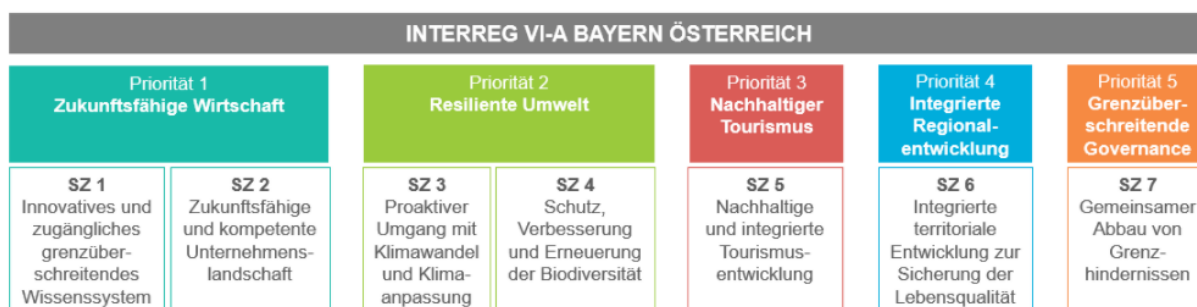 INTERREG VI-A BAYERN ÖSTERREICH
Priorität 1
Zukunftsfähige Wirtschaft
Priorität 2
Resiliente Umwelt
Priorität 3
Nachhaltiger
Tourismus
Priorität 4
Integrierte
Regional-
entwicklung
Priorität 5
Grenzüber-
schreitende
Governance
SZ 1
Innovatives und
zugängliches
grenzüber-
schreitendes
Wissenssystem
SZ 2
Zukunftsfähige
und kompetente
Unternehmens-
landschaft
SZ 3
Proaktiver
Umgang mit
Klimawandel
und Klima-
anpassung
SZ 4
Schutz,
Verbesserung
und Erneuerung
der Biodiversität
SZ 5
Nachhaltige
und integrierte
Tourismus-
entwicklung
SZ 6
Integrierte
territoriale
Entwicklung zur
Sicherung der
Lebensqualität
SZ 7
Gemeinsamer
Abbau von
Grenz-
hindernissen